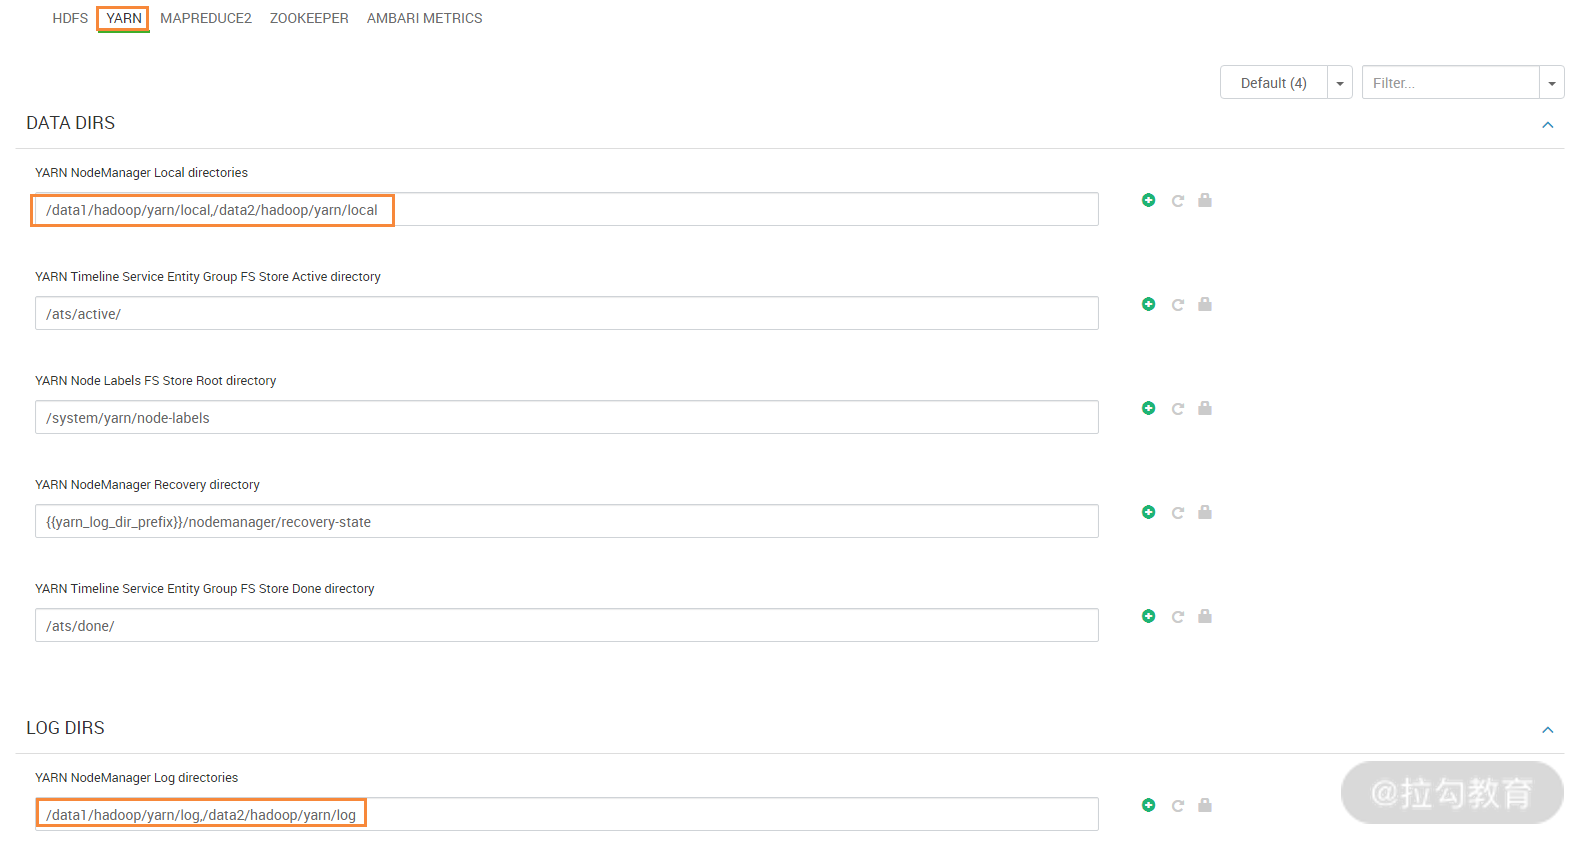 HDFS YARN MAPREDUCE2 ZOOKEEPER AMBARI METRICS
Default (4) Filter...
DATA DIRS
YARN NodeManager Local directories
/data1/hadoop/yarn/local,/data2/hadoop/yarn/local
YARN Timeline Service Entity Group FS Store Active directory
/ats/active/
YARN Node Labels FS Store Root directory
/system/yarn/node-labels
YARN NodeManager Recovery directory
{{yarn_log_dir_prefix}}/nodemanager/recovery-state
YARN Timeline Service Entity Group FS Store Done directory
/ats/done/
LOG DIRS
YARN NodeManager Log directories
/data1/hadoop/yarn/log,/data2/hadoop/yarn/log
@拉勾教育